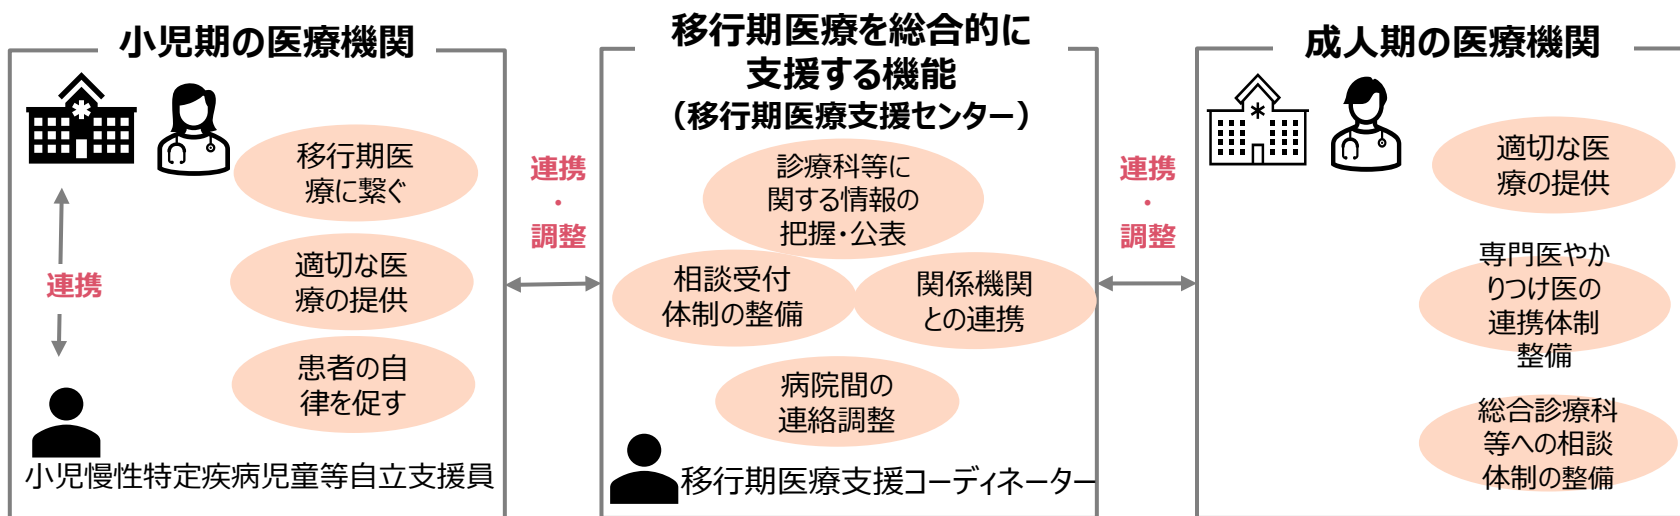 小児期の医療機関
移行期医
療に繋ぐ
適切な医
療の提供
患者の自
律を促す
連携
小児慢性特定疾病児童等自立支援員
連携
・
調整
移行期医療を総合的に
支援する機能
（移行期医療支援センター）
診療科等に
関する情報の
把握・公表
相談受付
体制の整備
関係機関
との連携
病院間の
連絡調整
移行期医療支援コーディネーター
連携
・
調整
成人期の医療機関
適切な医
療の提供
専門医やか
りつけ医の
連携体制
整備
総合診療科
等への相談
体制の整備